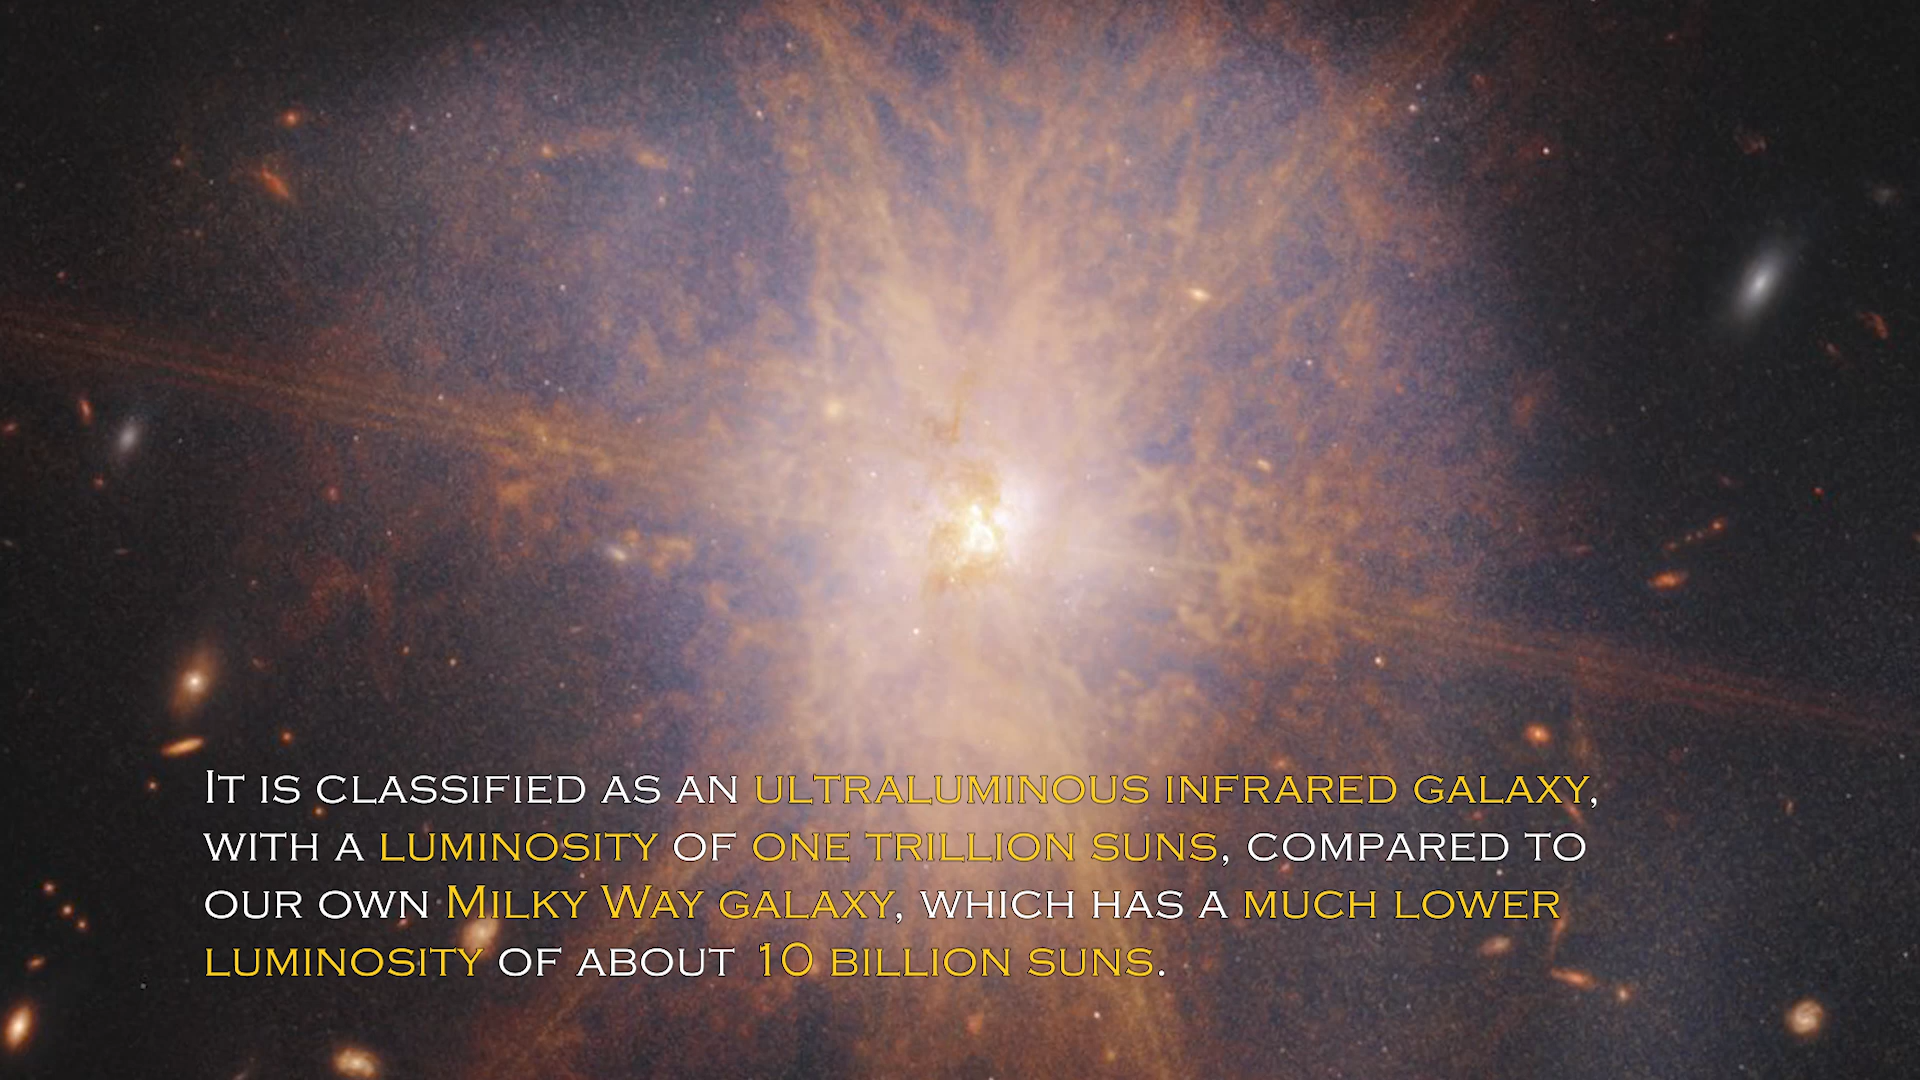 It is classified as an ultraluminous infrared galaxy,
with a luminosity of one trillion suns, compared to
our own Milky Way galaxy, which has a much lower
luminosity of about 10 billion suns.